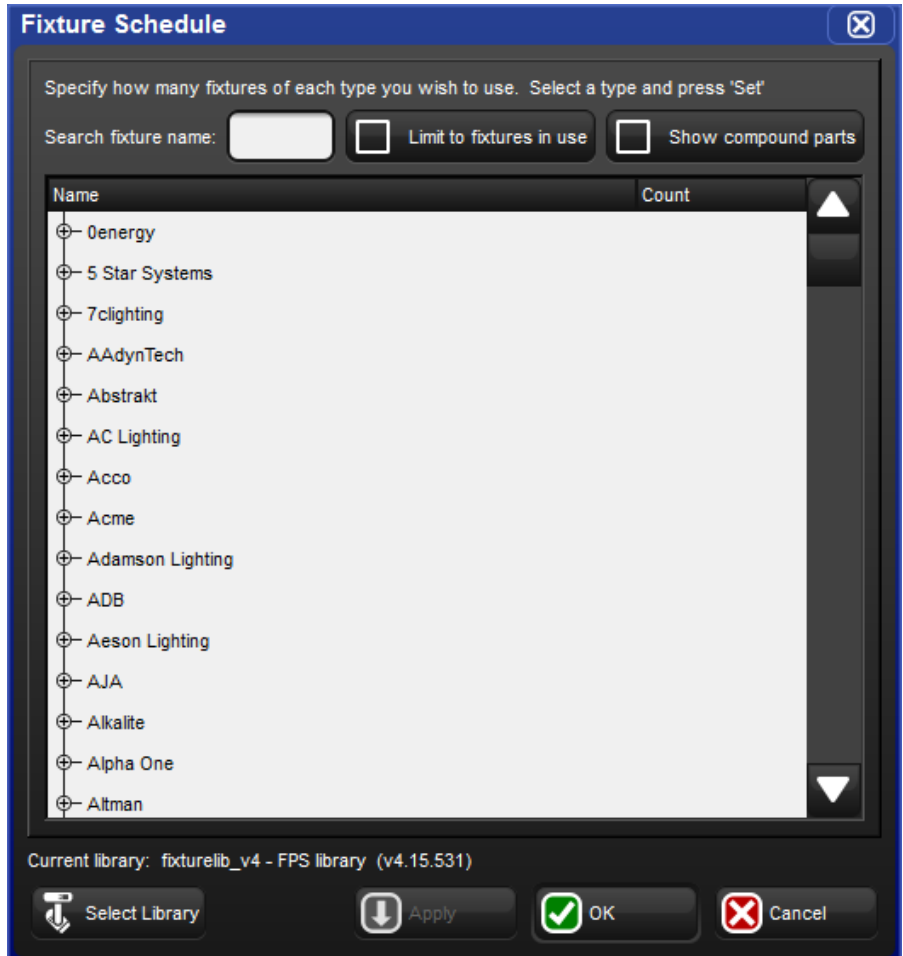 Fixture Schedule
Specify how many fixtures of each type you wish to use.  Select a type and press 'Set'
Search fixture name:
Limit to fixtures in use
Show compound parts
Name
Count
0energy
5 Star Systems
7clighting
AAdynTech
Abstrakt
AC Lighting
Acco
Acme
Adamson Lighting
ADB
Aeson Lighting
AJA
Alkalite
Alpha One
Altman
Current library:  fixturelib_v4 - FPS library  (v4.15.531)
Select Library
Apply
OK
Cancel